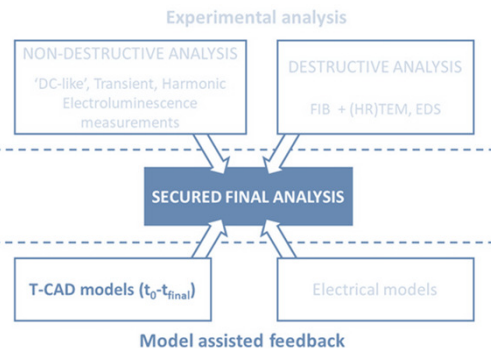 Experimental analysis
NON-DESTRUCTIVE ANALYSIS
‘DC-like’, Transient, Harmonic
Electroluminescence
measurements
DESTRUCTIVE ANALYSIS
FIB + (HR)TEM, EDS
SECURED FINAL ANALYSIS
T-CAD models (t0-tfinal)
Electrical models
Model assisted feedback